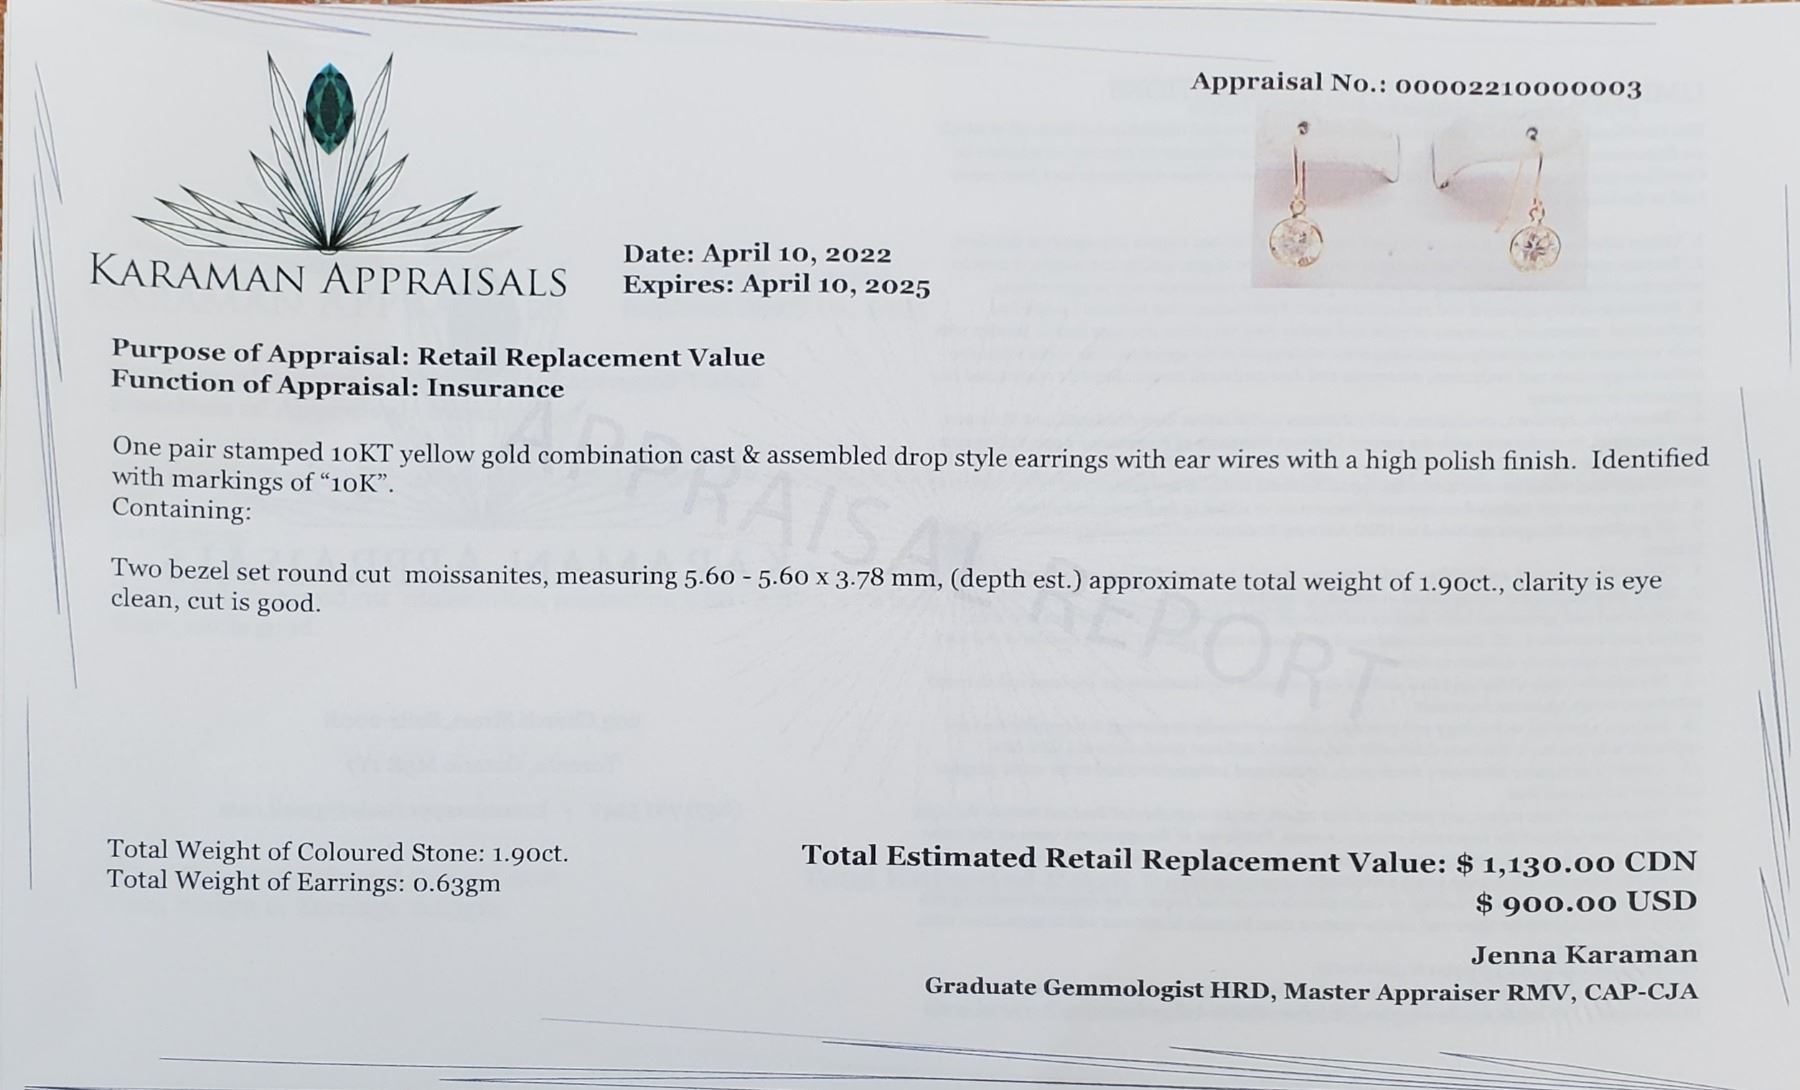 Appraisal No.: 00002210000003
KARAMAN APPRAISALS
Date: April 10, 2022
Expires: April 10, 2025
Purpose of Appraisal: Retail Replacement Value
Function of Appraisal: Insurance
One pair stamped 10KT yellow gold combination cast & assembled drop style earrings with ear wires with a high polish finish.  Identified
with markings of “10K”.
Containing:
Two bezel set round cut  moissanites, measuring 5.60 - 5.60 x 3.78 mm, (depth est.) approximate total weight of 1.90ct., clarity is eye
clean, cut is good.
APPRAISAL REPORT
Total Weight of Coloured Stone: 1.90ct.
Total Weight of Earrings: 0.63gm
Total Estimated Retail Replacement Value: $ 1,130.00 CDN
$ 900.00 USD
Jenna Karaman
Graduate Gemmologist HRD, Master Appraiser RMV, CAP-CJA